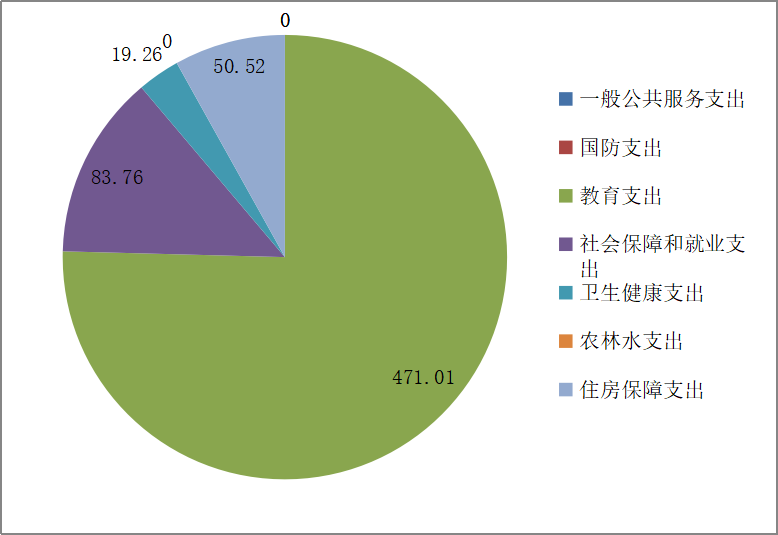 0
0
19.26
50.52
83.76
471.01
一般公共服务支出
国防支出
教育支出
社会保障和就业支
出
卫生健康支出
农林水支出
住房保障支出